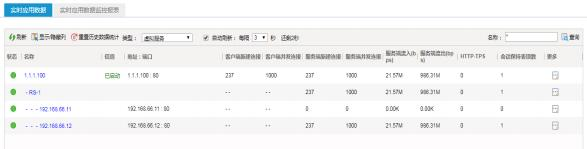 实时应用数据 实时应用数据监控报表
刷新 显示/隐藏列 重置历史数据统计 类型: 虚拟服务 自动刷新: 每隔 3 秒 还剩2秒 名称: * 查询
状态 名称 信息 地址:端口 客户端新建连接 客户端并发连接 服务端新建连接 服务端并发连接 服务端流入(bps) 服务端流出(bps) HTTP-TPS 会话保持表项数 更多
1.1.1.100 已启动 1.1.1.100 : 80 237 1000 237 1000 21.57M 986.31M 0 1
- RS-1 - - - - 237 1000 21.57M 986.31M 0 1
- - - 192.168.66.11 192.168.66.11 : 80 - - - - 0 0 0.00K 0.00K 0 0
- - - 192.168.66.12 192.168.66.12 : 80 - - - - 237 1000 21.57M 986.31M 0 1